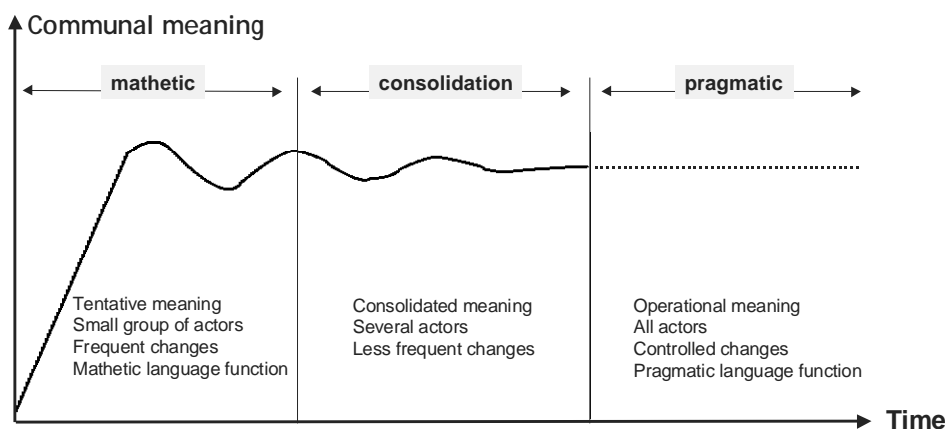 Communal meaning
mathetic
consolidation
pragmatic
Tentative meaning
Small group of actors
Frequent changes
Mathetic language function
Consolidated meaning
Several actors
Less frequent changes
Operational meaning
All actors
Controlled changes
Pragmatic language function
Time